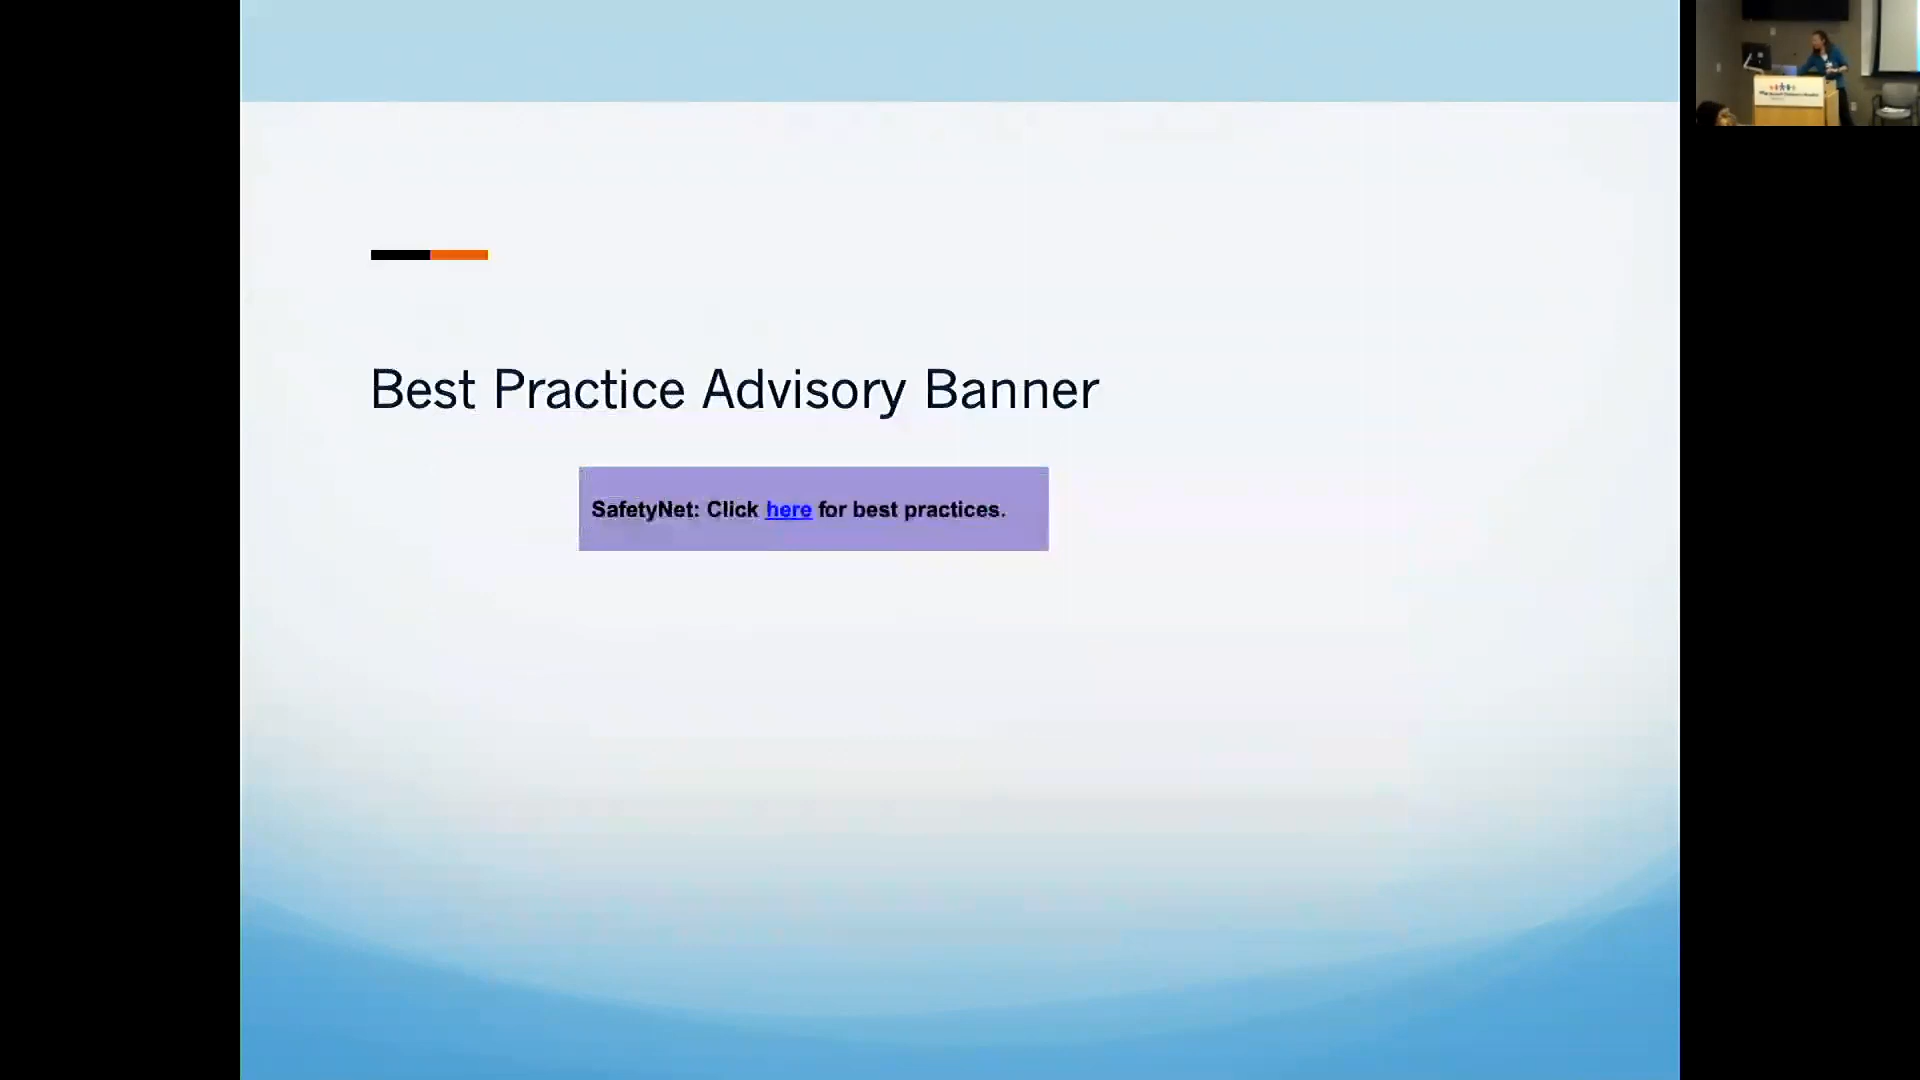 Best Practice Advisory Banner
SafetyNet: Click here for best practices.